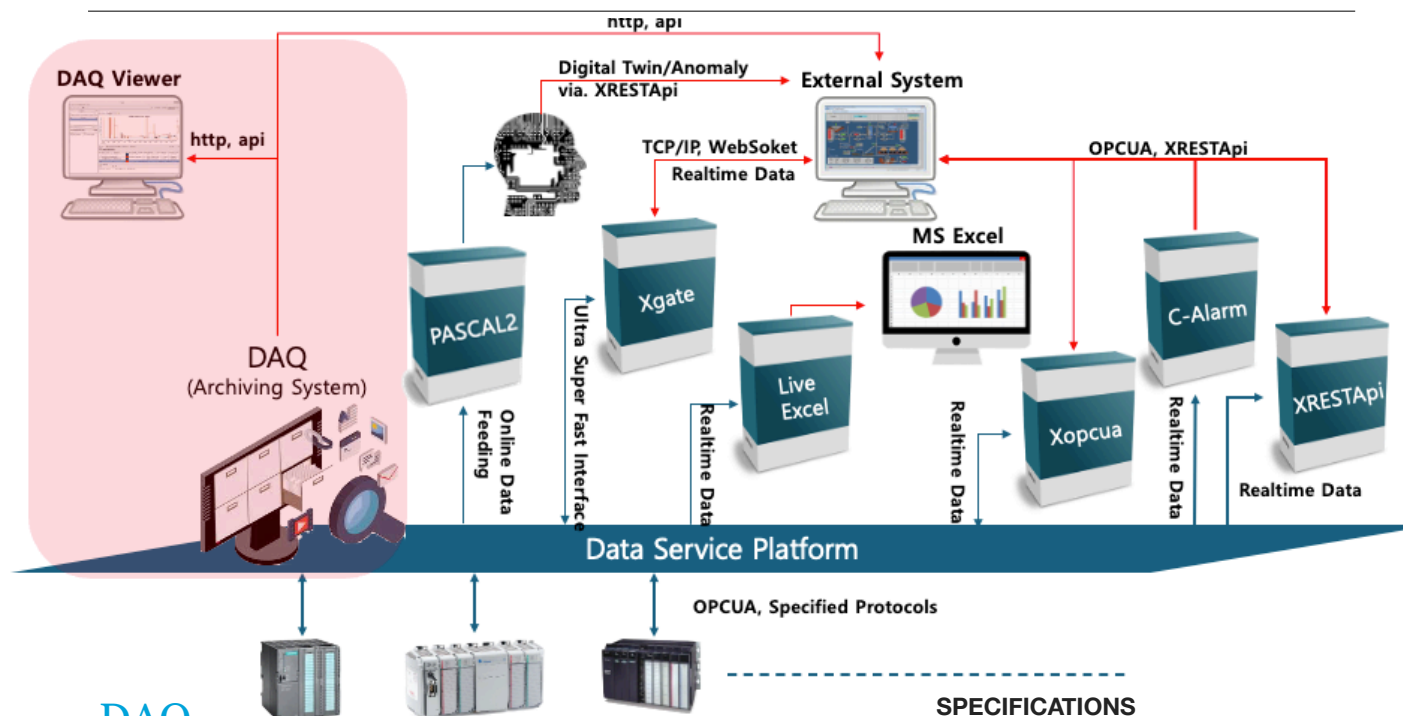 http, api
DAQ Viewer
http, api
Digital Twin/Anomaly
via. XRESTApi
External System
TCP/IP, WebSoket
Realtime Data
OPCUA, XRESTApi
MS Excel
PASCAL2
Xgate
Live
Excel
C-Alarm
Xopcua
XRESTApi
DAQ
(Archiving System)
Online Data
Feeding
Ultra Super Fast Interface
Realtime Data
Realtime Data
Realtime Data
Realtime Data
Data Service Platform
OPCUA, Specified Protocols
DAQ
SPECIFICATIONS